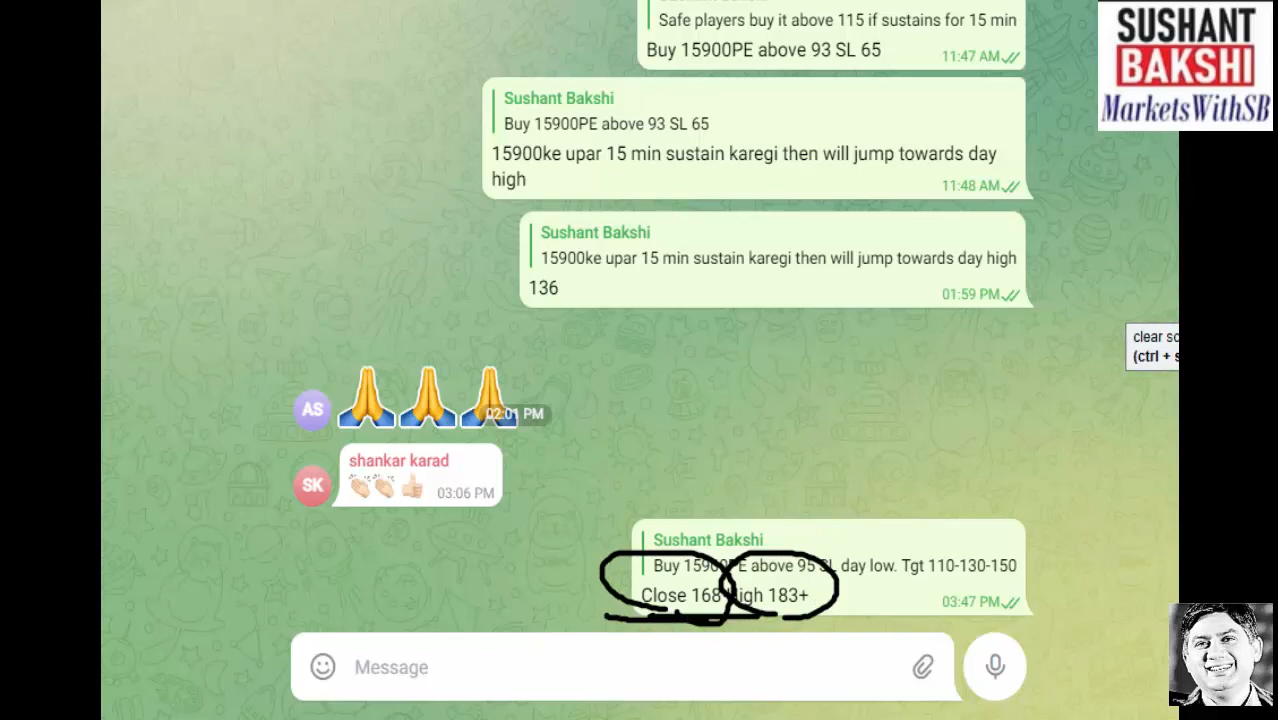 Safe players buy it above 115 if sustains for 15 min
Buy 15900PE above 93 SL 65
11:47 AM
Sushant Bakshi
Buy 15900PE above 93 SL 65
15900ke upar 15 min sustain karegi then will jump towards day
high
11:48 AM
Sushant Bakshi
15900ke upar 15 min sustain karegi then will jump towards day high
136
01:59 PM
AS
02:01 PM
SK
shankar karad
03:06 PM
Sushant Bakshi
Buy 15900PE above 95 SL day low. Tgt 110-130-150
Close 168 High 183+
03:47 PM
Message
SUSHANT
BAKSHI
MarketsWithSB
clear
(ctrl +